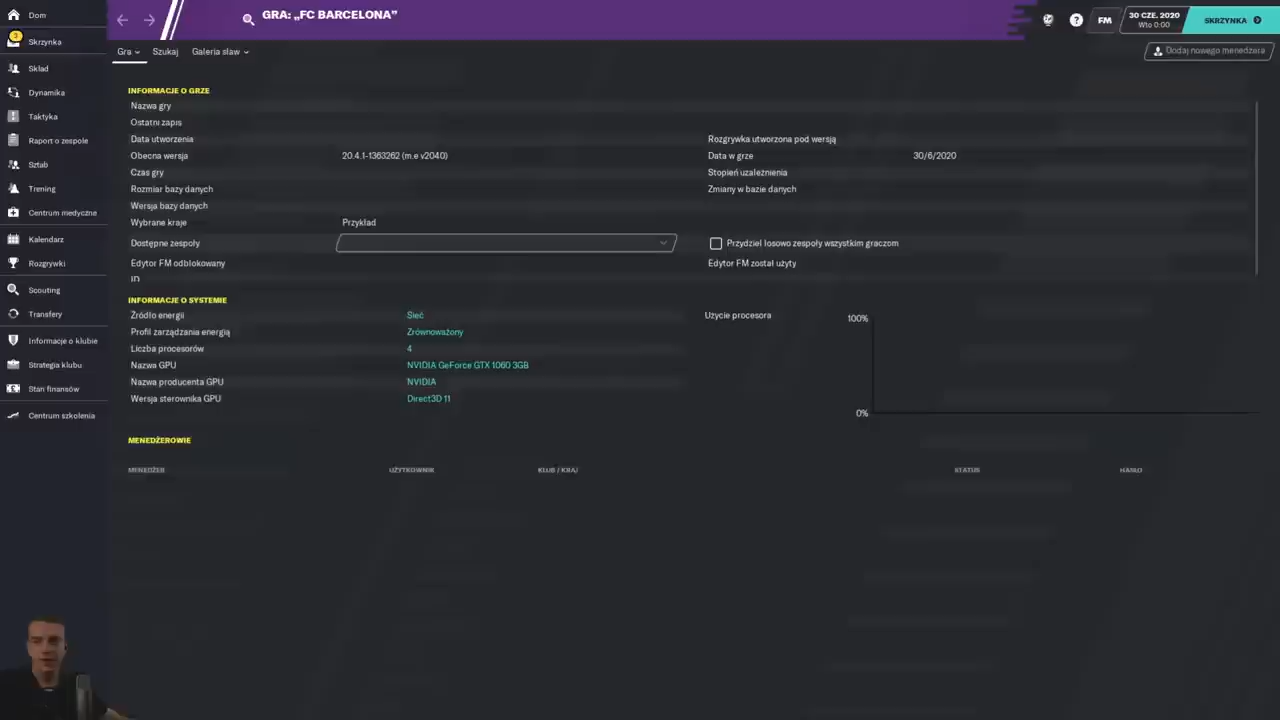 Dom
3
Skrzynka
Skład
Dynamika
Taktyka
Raport o zespole
Sztab
Trening
Centrum medyczne
Kalendarz
Rozgrywki
Scouting
Transfery
Informacje o klubie
Strategia klubu
Stan finansów
Centrum szkolenia
GRA: „FC BARCELONA”
?
FM
30 CZE. 2020
Wto 0:00
SKRZYNKA
Gra
Szukaj
Galeria sław
Dodaj nowego menedżera
INFORMACJE O GRZE
Nazwa gry
Ostatni zapis
Data utworzenia
Rozgrywka utworzona pod wersją
Obecna wersja 20.4.1-1363262 (m.e v2040)
Data w grze 30/6/2020
Czas gry
Stopień uzależnienia
Rozmiar bazy danych
Zmiany w bazie danych
Wersja bazy danych
Wybrane kraje Przykład
Dostępne zespoły
Przydziel losowo zespoły wszystkim graczom
Edytor FM odblokowany
Edytor FM został użyty
ID
INFORMACJE O SYSTEMIE
Źródło energii Sieć
Użycie procesora
100%
0%
Profil zarządzania energią Zrównoważony
Liczba procesorów 4
Nazwa GPU NVIDIA GeForce GTX 1060 3GB
Nazwa producenta GPU NVIDIA
Wersja sterownika GPU Direct3D 11
MENEDŻEROWIE
MENEDŻER UŻYTKOWNIK KLUB / KRAJ STATUS HASŁO